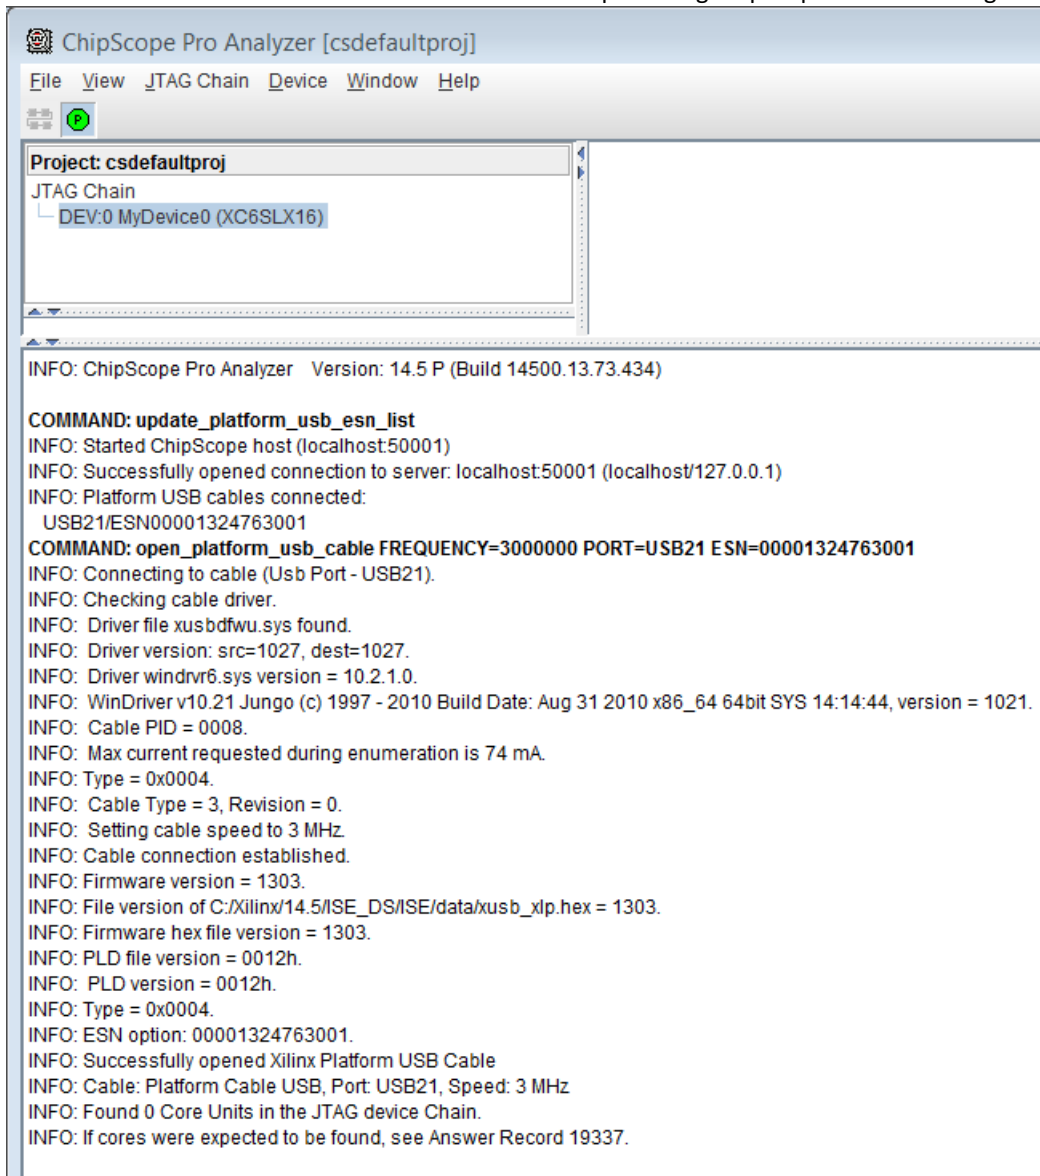 ChipScope Pro Analyzer [csdefaultproj]
File View JTAG Chain Device Window Help
P
Project: csdefaultproj
JTAG Chain
DEV:0 MyDevice0 (XC6SLX16)
INFO: ChipScope Pro Analyzer Version: 14.5 P (Build 14500.13.73.434)
COMMAND: update_platform_usb_esn_list
INFO: Started ChipScope host (localhost:50001)
INFO: Successfully opened connection to server: localhost:50001 (localhost/127.0.0.1)
INFO: Platform USB cables connected:
USB21/ESN00001324763001
COMMAND: open_platform_usb_cable FREQUENCY=3000000 PORT=USB21 ESN=00001324763001
INFO: Connecting to cable (Usb Port - USB21).
INFO: Checking cable driver.
INFO: Driver file xusbdfwu.sys found.
INFO: Driver version: src=1027, dest=1027.
INFO: Driver windrvr6.sys version = 10.2.1.0.
INFO: WinDriver v10.21 Jungo (c) 1997 - 2010 Build Date: Aug 31 2010 x86_64 64bit SYS 14:14:44, version = 1021.
INFO: Cable PID = 0008.
INFO: Max current requested during enumeration is 74 mA.
INFO: Type = 0x0004.
INFO: Cable Type = 3, Revision = 0.
INFO: Setting cable speed to 3 MHz.
INFO: Cable connection established.
INFO: Firmware version = 1303.
INFO: File version of C:/Xilinx/14.5/ISE_DS/ISE/data/xusb_xlp.hex = 1303.
INFO: Firmware hex file version = 1303.
INFO: PLD file version = 0012h.
INFO: PLD version = 0012h.
INFO: Type = 0x0004.
INFO: ESN option: 00001324763001.
INFO: Successfully opened Xilinx Platform USB Cable
INFO: Cable: Platform Cable USB, Port: USB21, Speed: 3 MHz
INFO: Found 0 Core Units in the JTAG device Chain.
INFO: If cores were expected to be found, see Answer Record 19337.